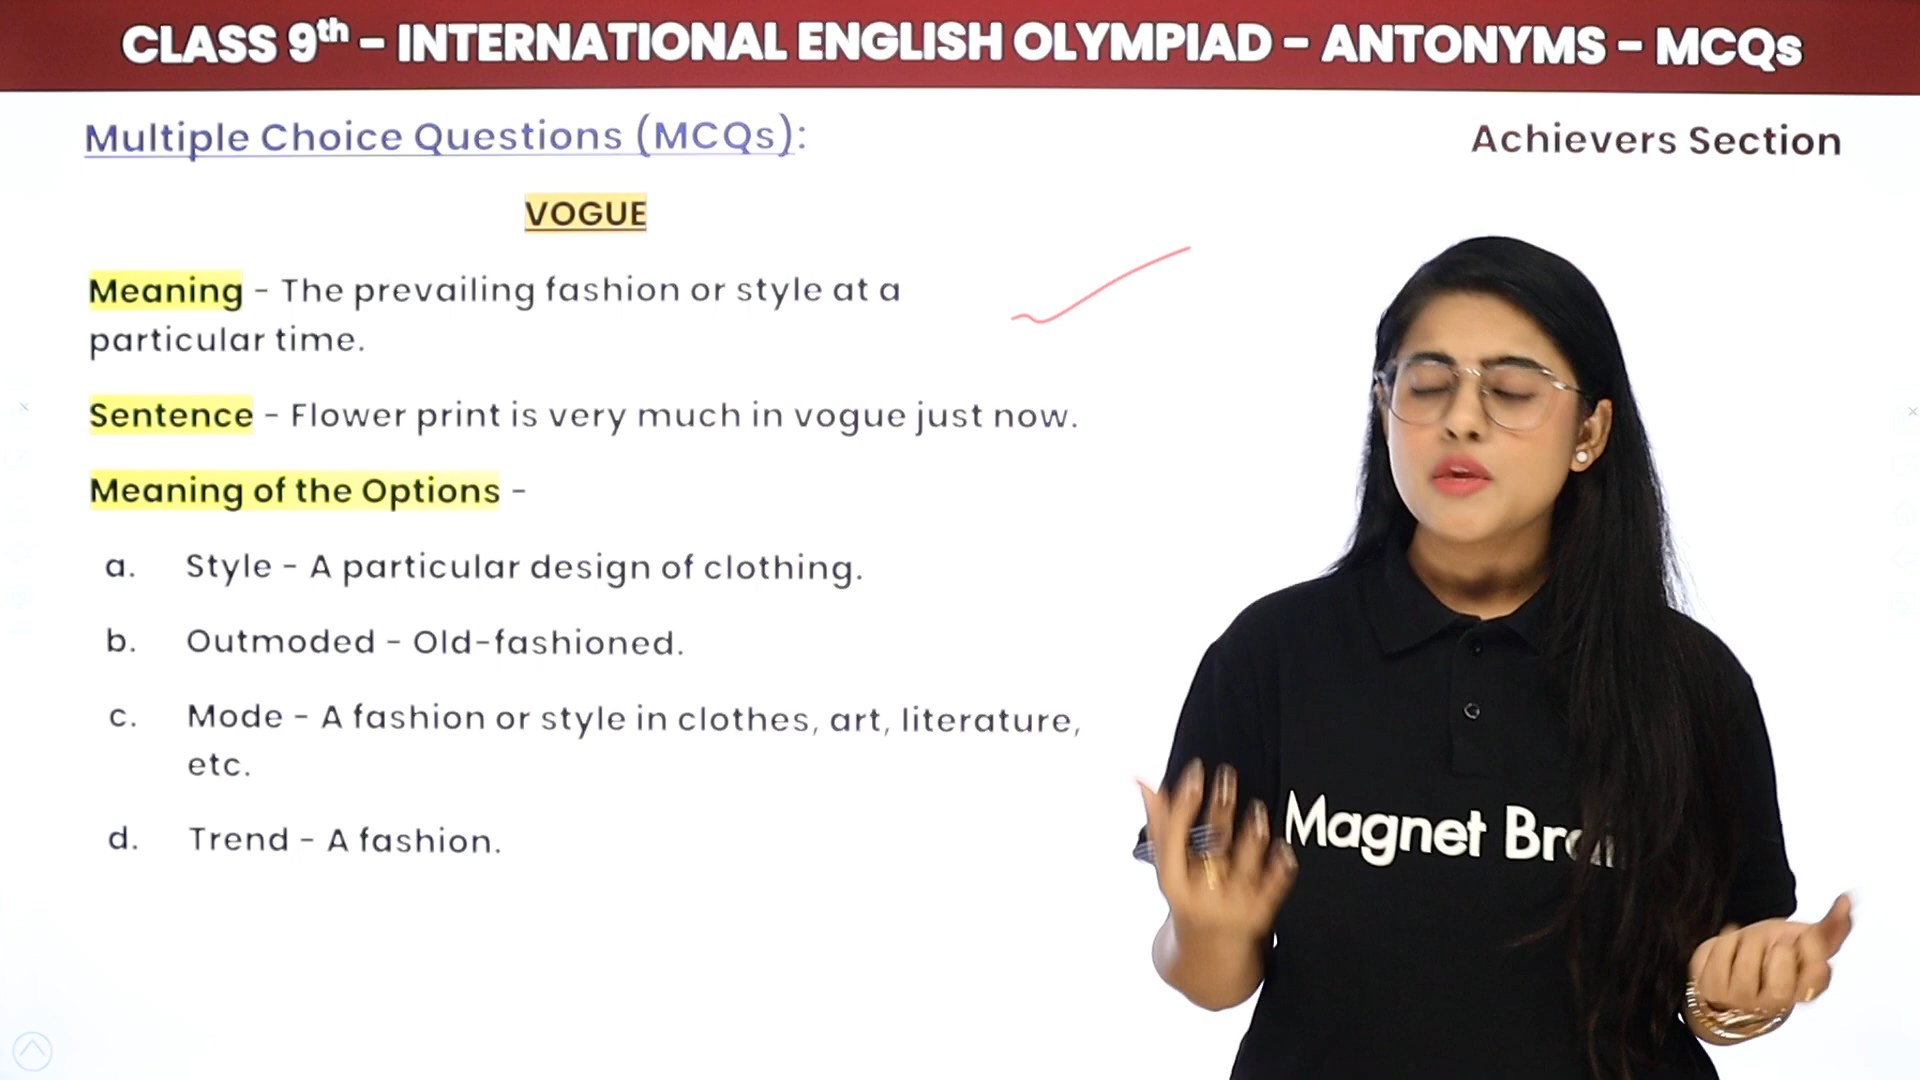 CLASS 9th - INTERNATIONAL ENGLISH OLYMPIAD - ANTONYMS - MCQs
Multiple Choice Questions (MCQs):
Achievers Section
VOGUE
Meaning - The prevailing fashion or style at a
particular time.
Sentence - Flower print is very much in vogue just now.
Meaning of the Options -
a. Style - A particular design of clothing.
b. Outmoded - Old-fashioned.
c. Mode - A fashion or style in clothes, art, literature,
etc.
d. Trend - A fashion.
Magnet